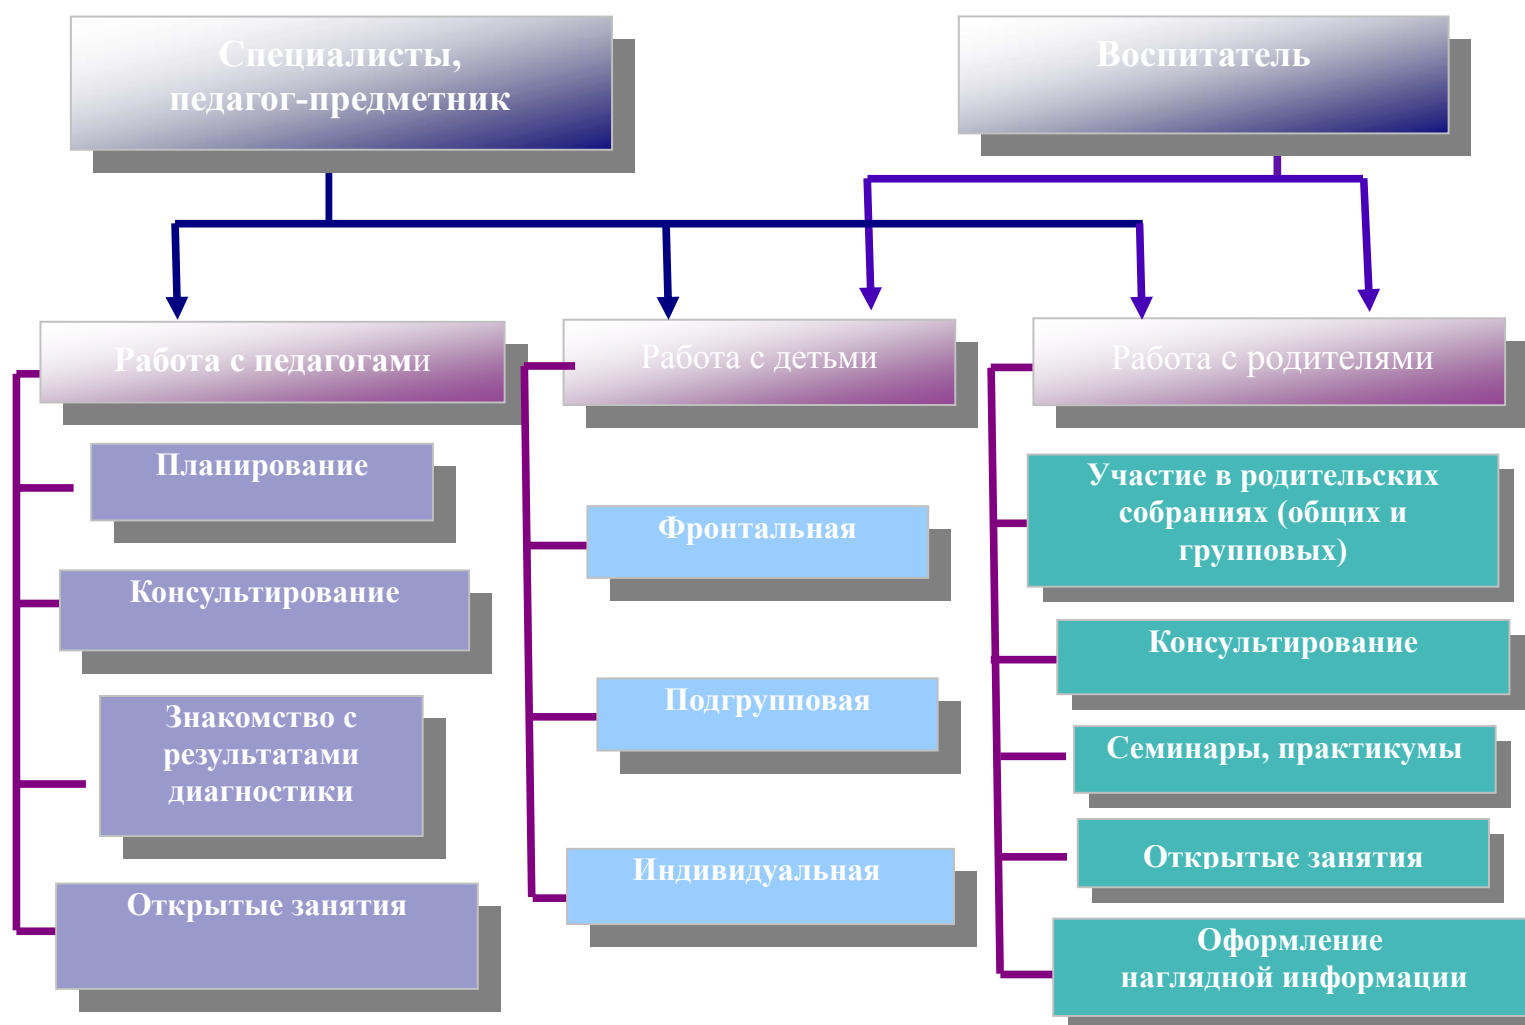 Специалисты,
педагог-предметник
Воспитатель
Работа с педагогами
Планирование
Консультирование
Знакомство с
результатами
диагностики
Открытые занятия
Работа с детьми
Фронтальная
Подгрупповая
Индивидуальная
Работа с родителями
Участие в родительских
собраниях (общих и
групповых)
Консультирование
Семинары, практикумы
Открытые занятия
Оформление
наглядной информации